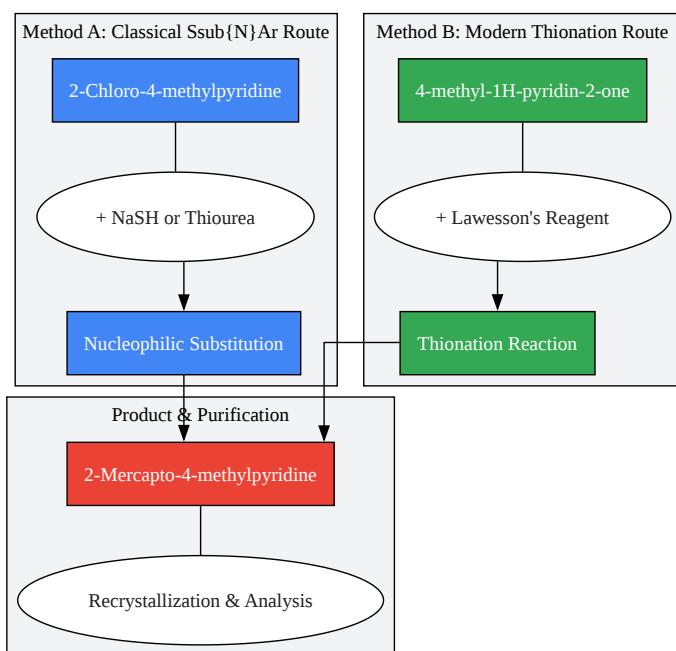 Method A: Classical Ssub{N}Ar Route
2-Chloro-4-methylpyridine
+ NaSH or Thiourea
Nucleophilic Substitution
Method B: Modern Thionation Route
4-methyl-1H-pyridin-2-one
+ Lawesson's Reagent
Thionation Reaction
Product & Purification
2-Mercapto-4-methylpyridine
Recrystallization & Analysis